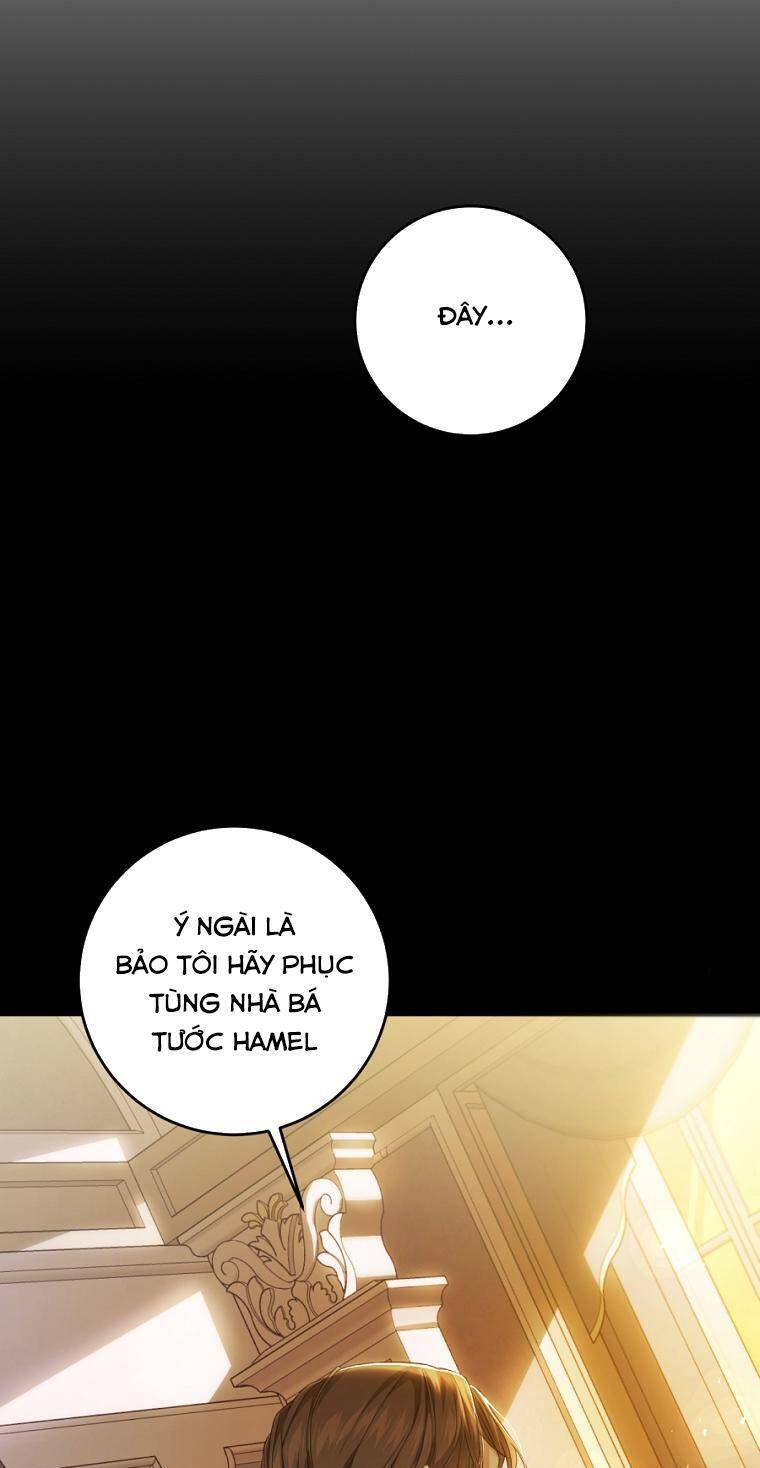 ĐÂY...
Ý NGÀI LÀ
BẢO TÔI HÃY PHỤC
TÙNG NHÀ BÁ
TƯỚC HAMEL